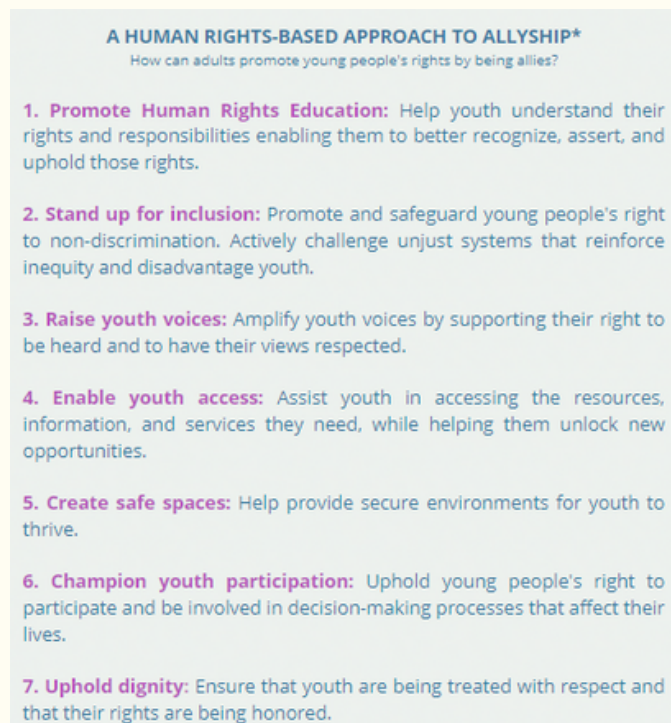 A HUMAN RIGHTS-BASED APPROACH TO ALLYSHIP*
How can adults promote young people's rights by being allies?
1. Promote Human Rights Education: Help youth understand their
rights and responsibilities enabling them to better recognize, assert, and
uphold those rights.
2. Stand up for inclusion: Promote and safeguard young people's right
to non-discrimination. Actively challenge unjust systems that reinforce
inequity and disadvantage youth.
3. Raise youth voices: Amplify youth voices by supporting their right to
be heard and to have their views respected.
4. Enable youth access: Assist youth in accessing the resources,
information, and services they need, while helping them unlock new
opportunities.
5. Create safe spaces: Help provide secure environments for youth to
thrive.
6. Champion youth participation: Uphold young people's right to
participate and be involved in decision-making processes that affect their
lives.
7. Uphold dignity: Ensure that youth are being treated with respect and
that their rights are being honored.